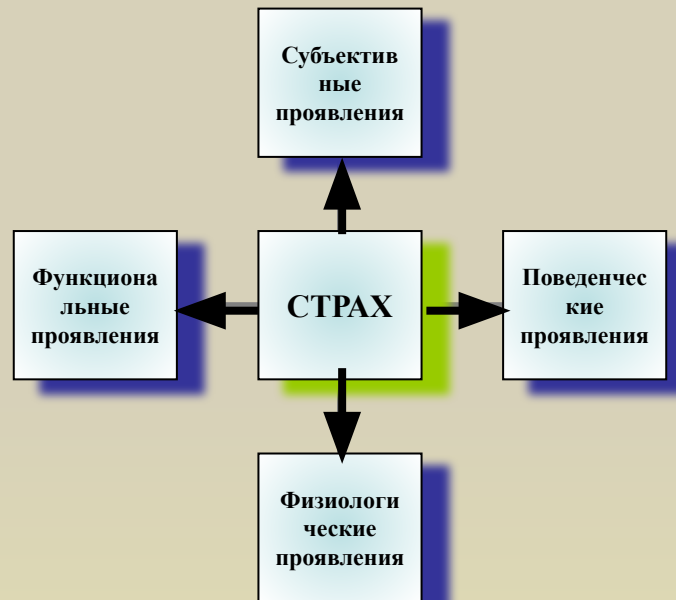 Субъектив
ные
проявления
Функциона
льные
проявления
СТРАХ
Поведенчес
кие
проявления
Физиологи
ческие
проявления